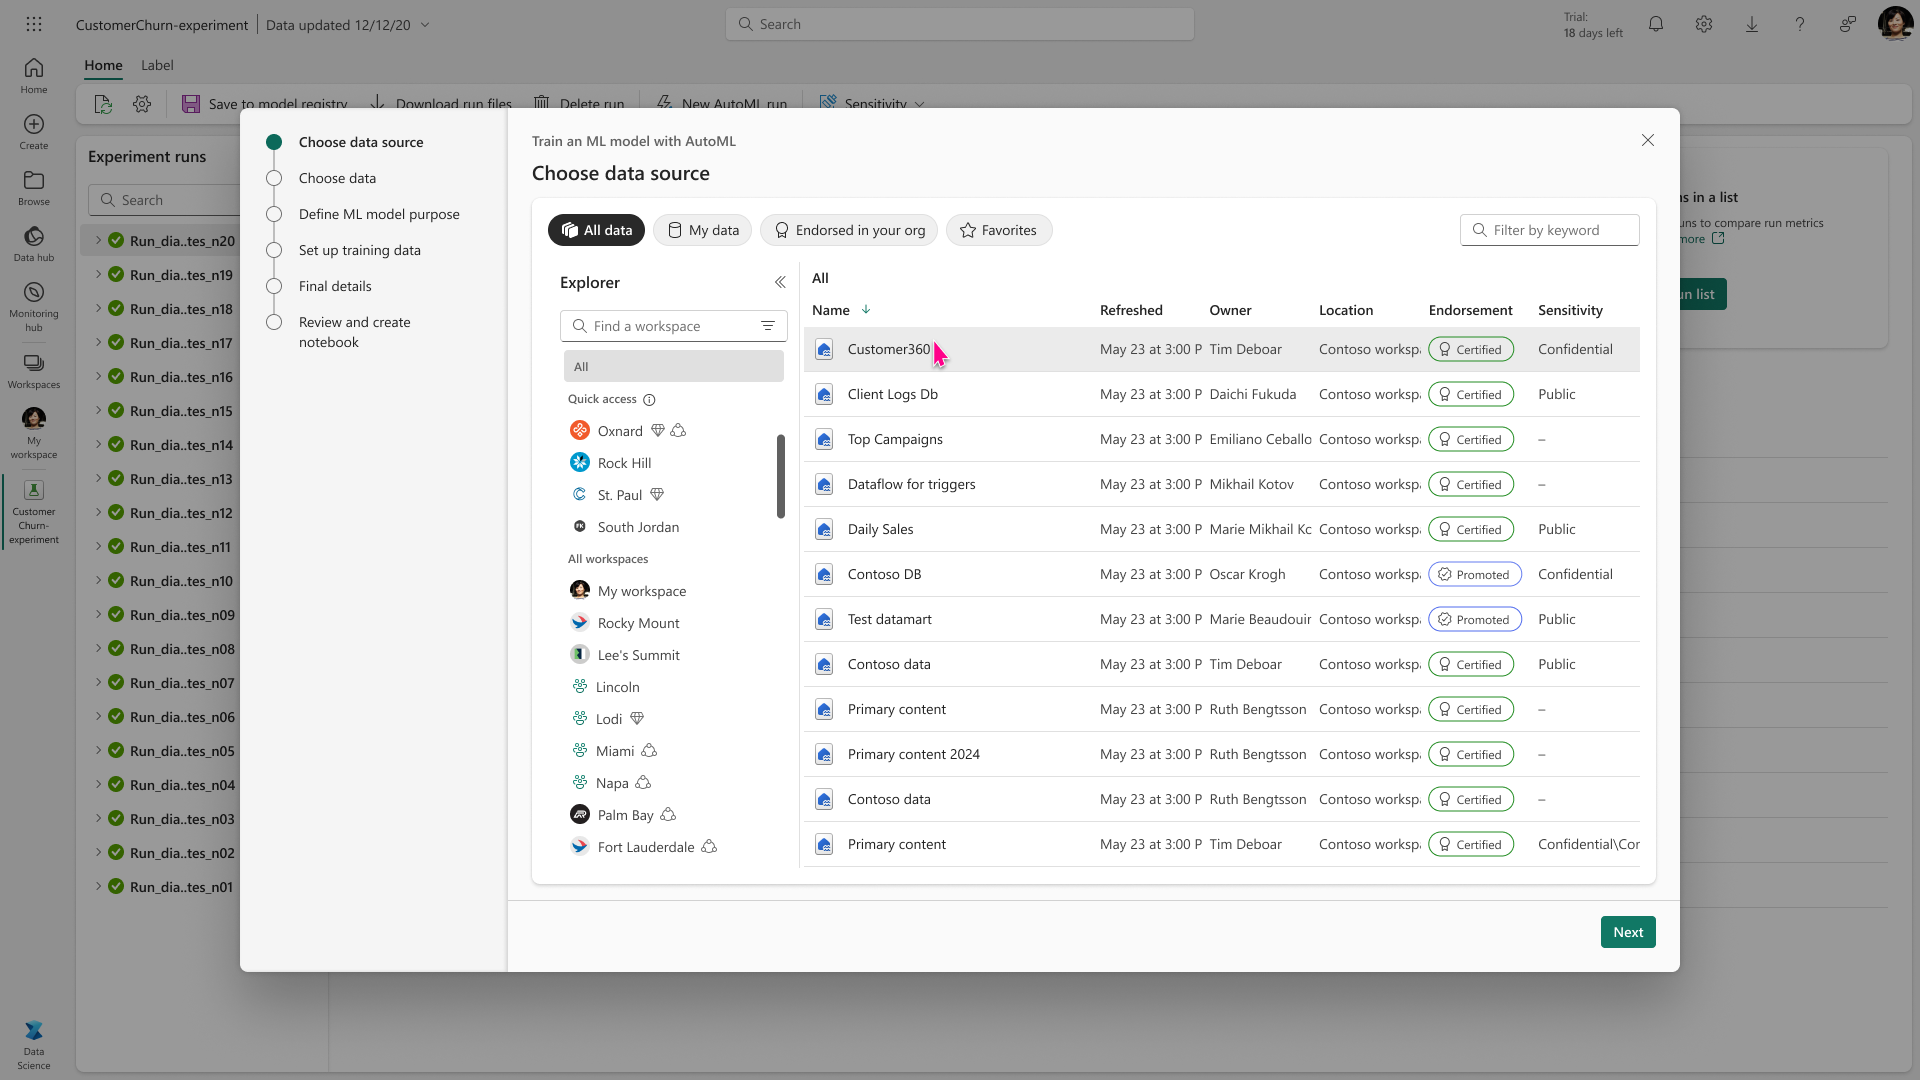 CustomerChurn-experiment
Data updated 12/12/20
Search
Trial:
18 days left
Home
Label
Save to model registry
Download run files
Delete run
New AutoML run
Sensitivity
Home
Create
Browse
Data hub
Monitoring
hub
Workspaces
My
workspace
Customer
Churn-
experiment
Data
Science
Experiment runs
Search
Run_dia..tes_n20
Run_dia..tes_n19
Run_dia..tes_n18
Run_dia..tes_n17
Run_dia..tes_n16
Run_dia..tes_n15
Run_dia..tes_n14
Run_dia..tes_n13
Run_dia..tes_n12
Run_dia..tes_n11
Run_dia..tes_n10
Run_dia..tes_n09
Run_dia..tes_n08
Run_dia..tes_n07
Run_dia..tes_n06
Run_dia..tes_n05
Run_dia..tes_n04
Run_dia..tes_n03
Run_dia..tes_n02
Run_dia..tes_n01
Choose data source
Choose data
Define ML model purpose
Set up training data
Final details
Review and create
notebook
Train an ML model with AutoML
Choose data source
All data
My data
Endorsed in your org
Favorites
Filter by keyword
Explorer
Find a workspace
All
Quick access
Oxnard
Rock Hill
St. Paul
South Jordan
All workspaces
My workspace
Rocky Mount
Lee's Summit
Lincoln
Lodi
Miami
Napa
Palm Bay
Fort Lauderdale
All
Name Refreshed Owner Location Endorsement Sensitivity
Customer360 May 23 at 3:00 P Tim Deboar Contoso workspa Certified Confidential
Client Logs Db May 23 at 3:00 P Daichi Fukuda Contoso workspa Certified Public
Top Campaigns May 23 at 3:00 P Emiliano Ceballo Contoso workspa Certified –
Dataflow for triggers May 23 at 3:00 P Mikhail Kotov Contoso workspa Certified –
Daily Sales May 23 at 3:00 P Marie Mikhail Kc Contoso workspa Certified Public
Contoso DB May 23 at 3:00 P Oscar Krogh Contoso workspa Promoted Confidential
Test datamart May 23 at 3:00 P Marie Beaudouir Contoso workspa Promoted Public
Contoso data May 23 at 3:00 P Tim Deboar Contoso workspa Certified Public
Primary content May 23 at 3:00 P Ruth Bengtsson Contoso workspa Certified –
Primary content 2024 May 23 at 3:00 P Ruth Bengtsson Contoso workspa Certified –
Contoso data May 23 at 3:00 P Ruth Bengtsson Contoso workspa Certified –
Primary content May 23 at 3:00 P Tim Deboar Contoso workspa Certified Confidential\Cor
Next
s in a list
uns to compare run metrics
more
un list